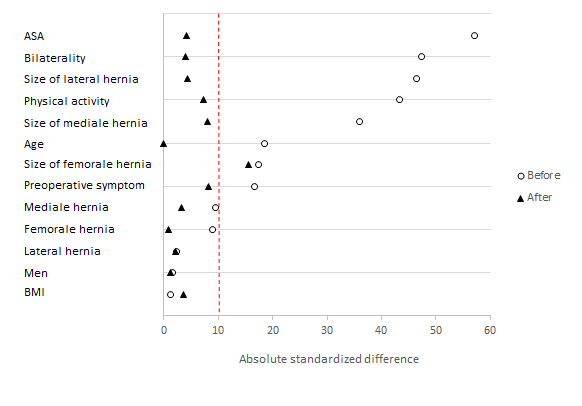 ASA
Bilaterality
Size of lateral hernia
Physical activity
Size of mediale hernia
Age
Size of femorale hernia
Preoperative symptom
Mediale hernia
Femorale hernia
Lateral hernia
Men
BMI
Before
After
0 10 20 30 40 50 60
Absolute standardized difference